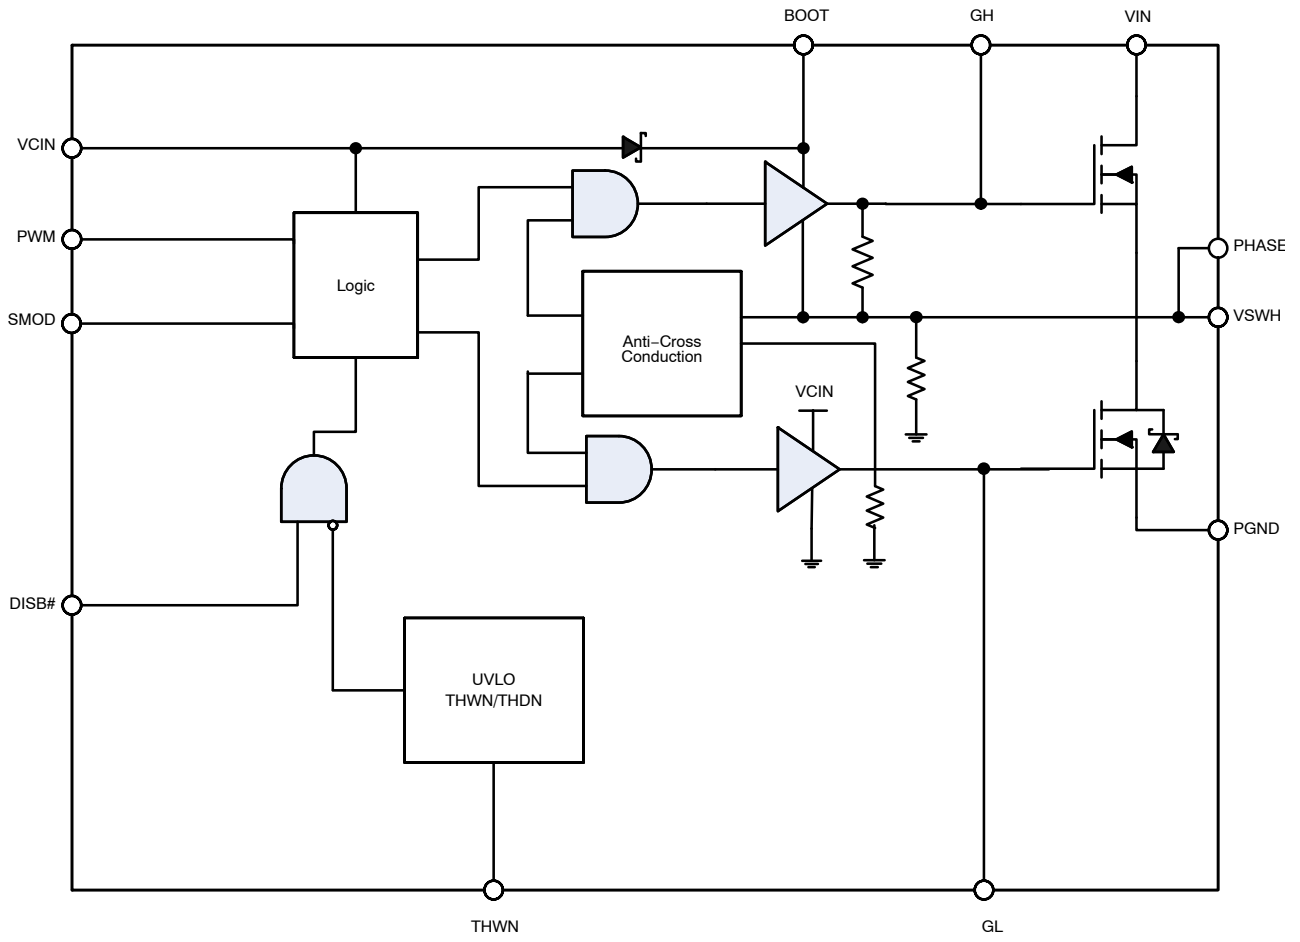 BOOT GH VIN
VCIN
PWM
PHASE
Logic
SMOD
VSWH
Anti−Cross
Conduction
VCIN
PGND
DISB#
UVLO
THWN/THDN
THWN
GL